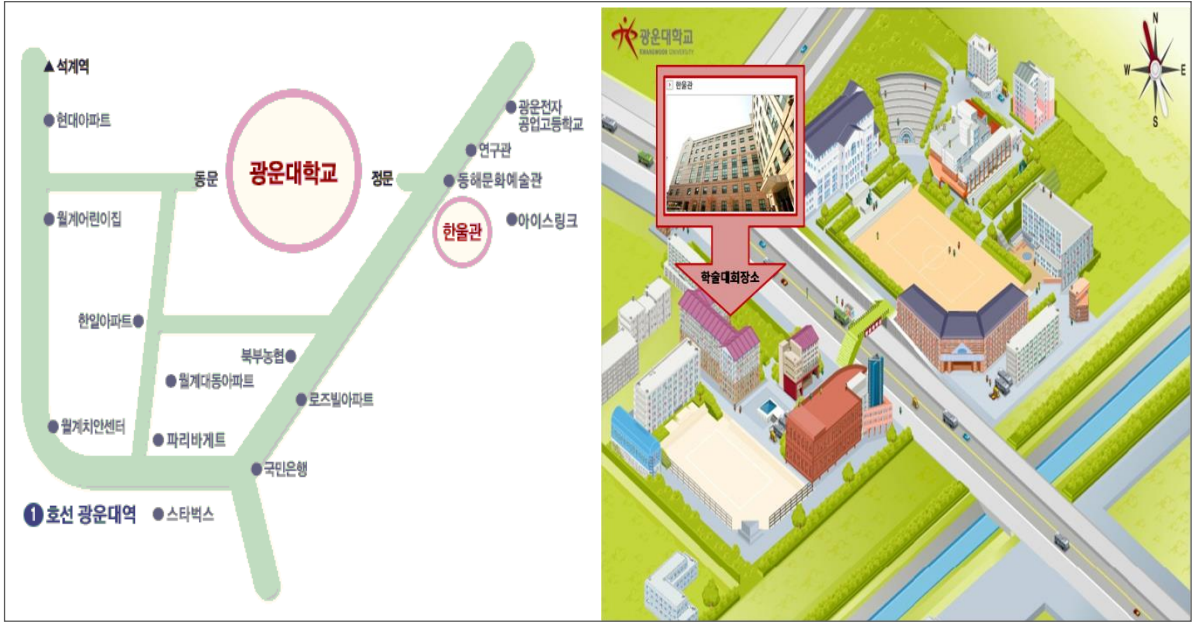 ▲ 석계역
현대아파트
동문
광운대학교
정문
광운전자
공업고등학교
연구관
동해문화예술관
한울관
아이스링크
월계어린이집
한일아파트
북부농협
월계대동아파트
로즈빌아파트
월계치안센터
파리바게트
국민은행
1 호선 광운대역
스타벅스
광운대학교
KWANGWOON UNIVERSITY
한울관
학술대회장소
N
W
E
S